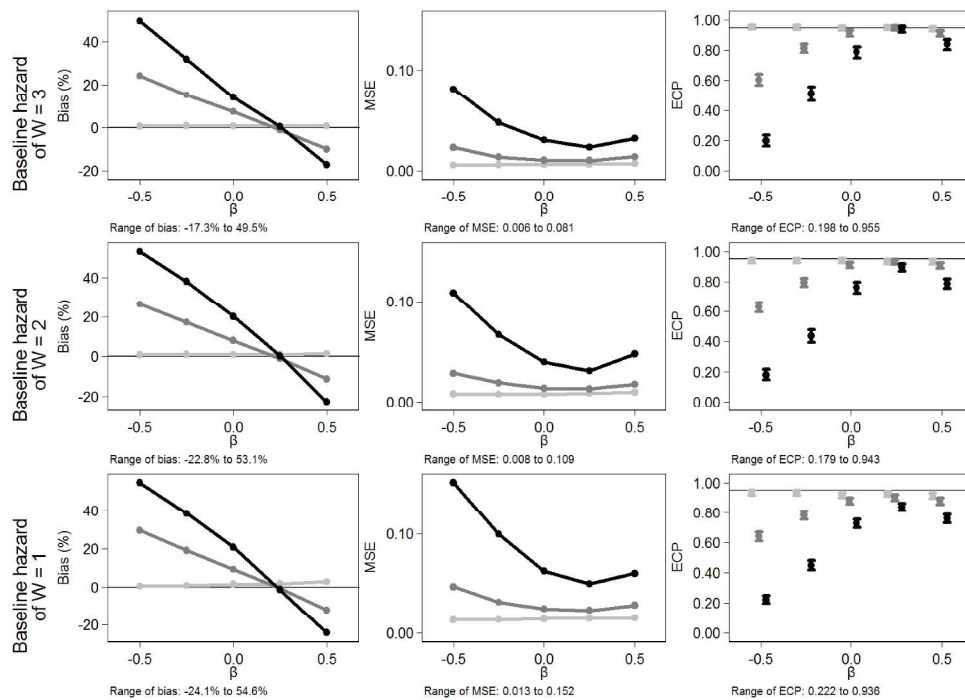 Baseline hazard
of W = 3
Bias (%)
40
20
0
-20
-0.5
0.0
0.5
β
Range of bias: -17.3% to 49.5%
MSE
0.10
0.00
-0.5
0.0
0.5
β
Range of MSE: 0.006 to 0.081
ECP
1.00
0.80
0.60
0.40
0.20
0.00
-0.5
0.0
0.5
β
Range of ECP: 0.198 to 0.955
Baseline hazard
of W = 2
Bias (%)
40
20
0
-20
-0.5
0.0
0.5
β
Range of bias: -22.8% to 53.1%
MSE
0.10
0.00
-0.5
0.0
0.5
β
Range of MSE: 0.008 to 0.109
ECP
1.00
0.80
0.60
0.40
0.20
0.00
-0.5
0.0
0.5
β
Range of ECP: 0.179 to 0.943
Baseline hazard
of W = 1
Bias (%)
40
20
0
-20
-0.5
0.0
0.5
β
Range of bias: -24.1% to 54.6%
MSE
0.10
0.00
-0.5
0.0
0.5
β
Range of MSE: 0.013 to 0.152
ECP
1.00
0.80
0.60
0.40
0.20
0.00
-0.5
0.0
0.5
β
Range of ECP: 0.222 to 0.936